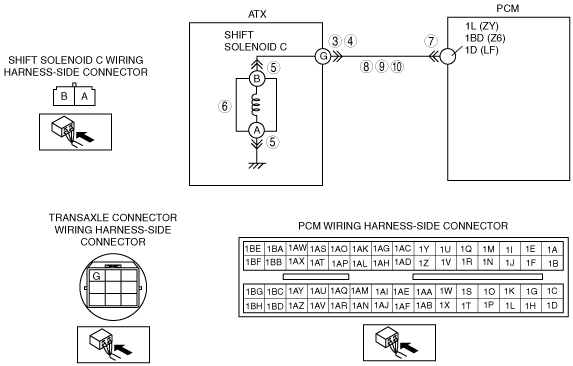 ATX
PCM
SHIFT
SOLENOID C
G
3 4
7
1L (ZY)
1BD (Z6)
1D (LF)
8 9 10
B
5
6
A
5
SHIFT SOLENOID C WIRING
HARNESS-SIDE CONNECTOR
B A
TRANSAXLE CONNECTOR
WIRING HARNESS-SIDE
CONNECTOR
G
PCM WIRING HARNESS-SIDE CONNECTOR
1BE 1BA 1AW 1AS 1AO 1AK 1AG 1AC 1Y 1U 1Q 1M 1I 1E 1A
1BF 1BB 1AX 1AT 1AP 1AL 1AH 1AD 1Z 1V 1R 1N 1J 1F 1B
1BG 1BC 1AY 1AU 1AQ 1AM 1AI 1AE 1AA 1W 1S 1O 1K 1G 1C
1BH 1BD 1AZ 1AV 1AR 1AN 1AJ 1AF 1AB 1X 1T 1P 1L 1H 1D